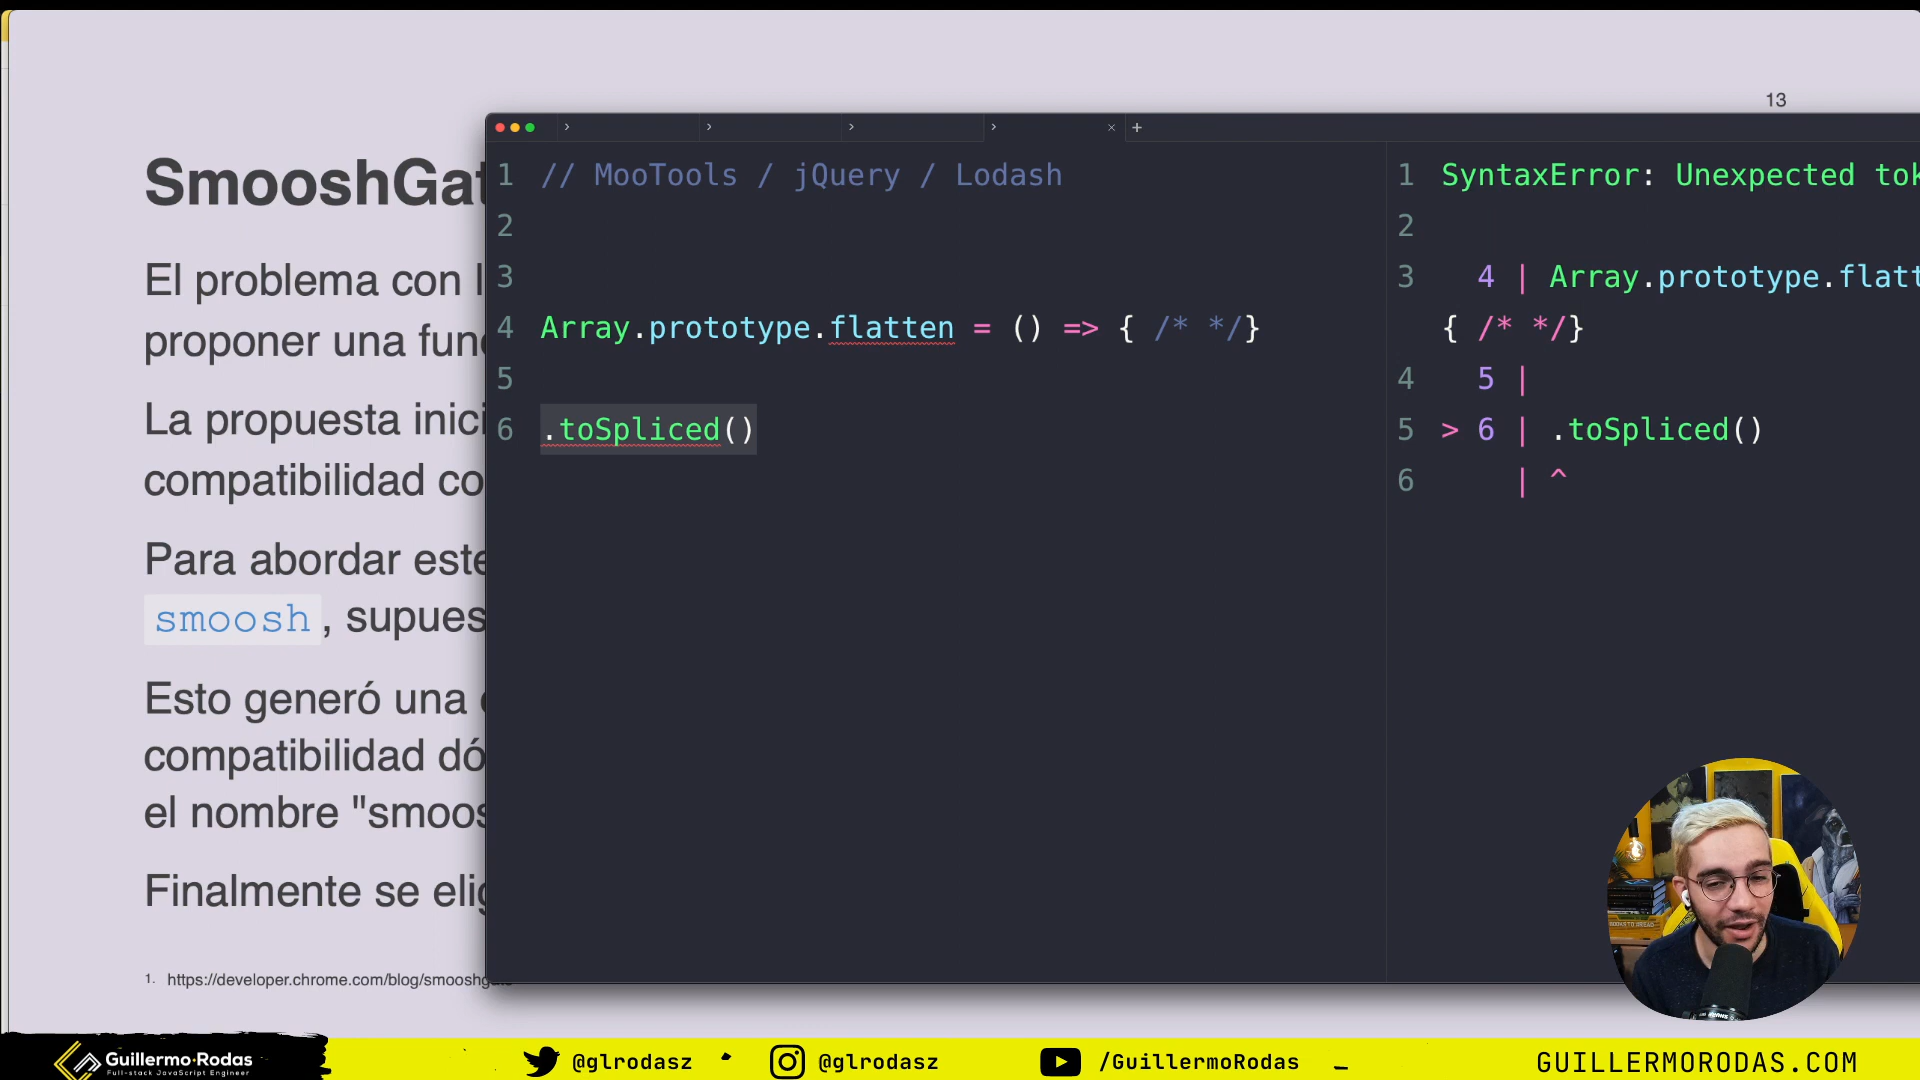 13
SmooshGat
El problema con l
proponer una fun
La propuesta inici
compatibilidad co
Para abordar este
smoosh, supues
Esto generó una
compatibilidad dó
el nombre "smoos
Finalmente se elig
1. https://developer.chrome.com/blog/smooshgate
1 // MooTools / jQuery / Lodash
2
3
4 Array.prototype.flatten = () => { /* */}
5
6 .toSpliced()
1 SyntaxError: Unexpected tok
2
3 4 | Array.prototype.flatt
{ /* */}
4 5 |
5 > 6 | .toSpliced()
6 | ^
Guillermo Rodas
Full-stack JavaScript Engineer
@glrodasz
@glrodasz
/GuillermoRodas
GUILLERMORODAS.COM